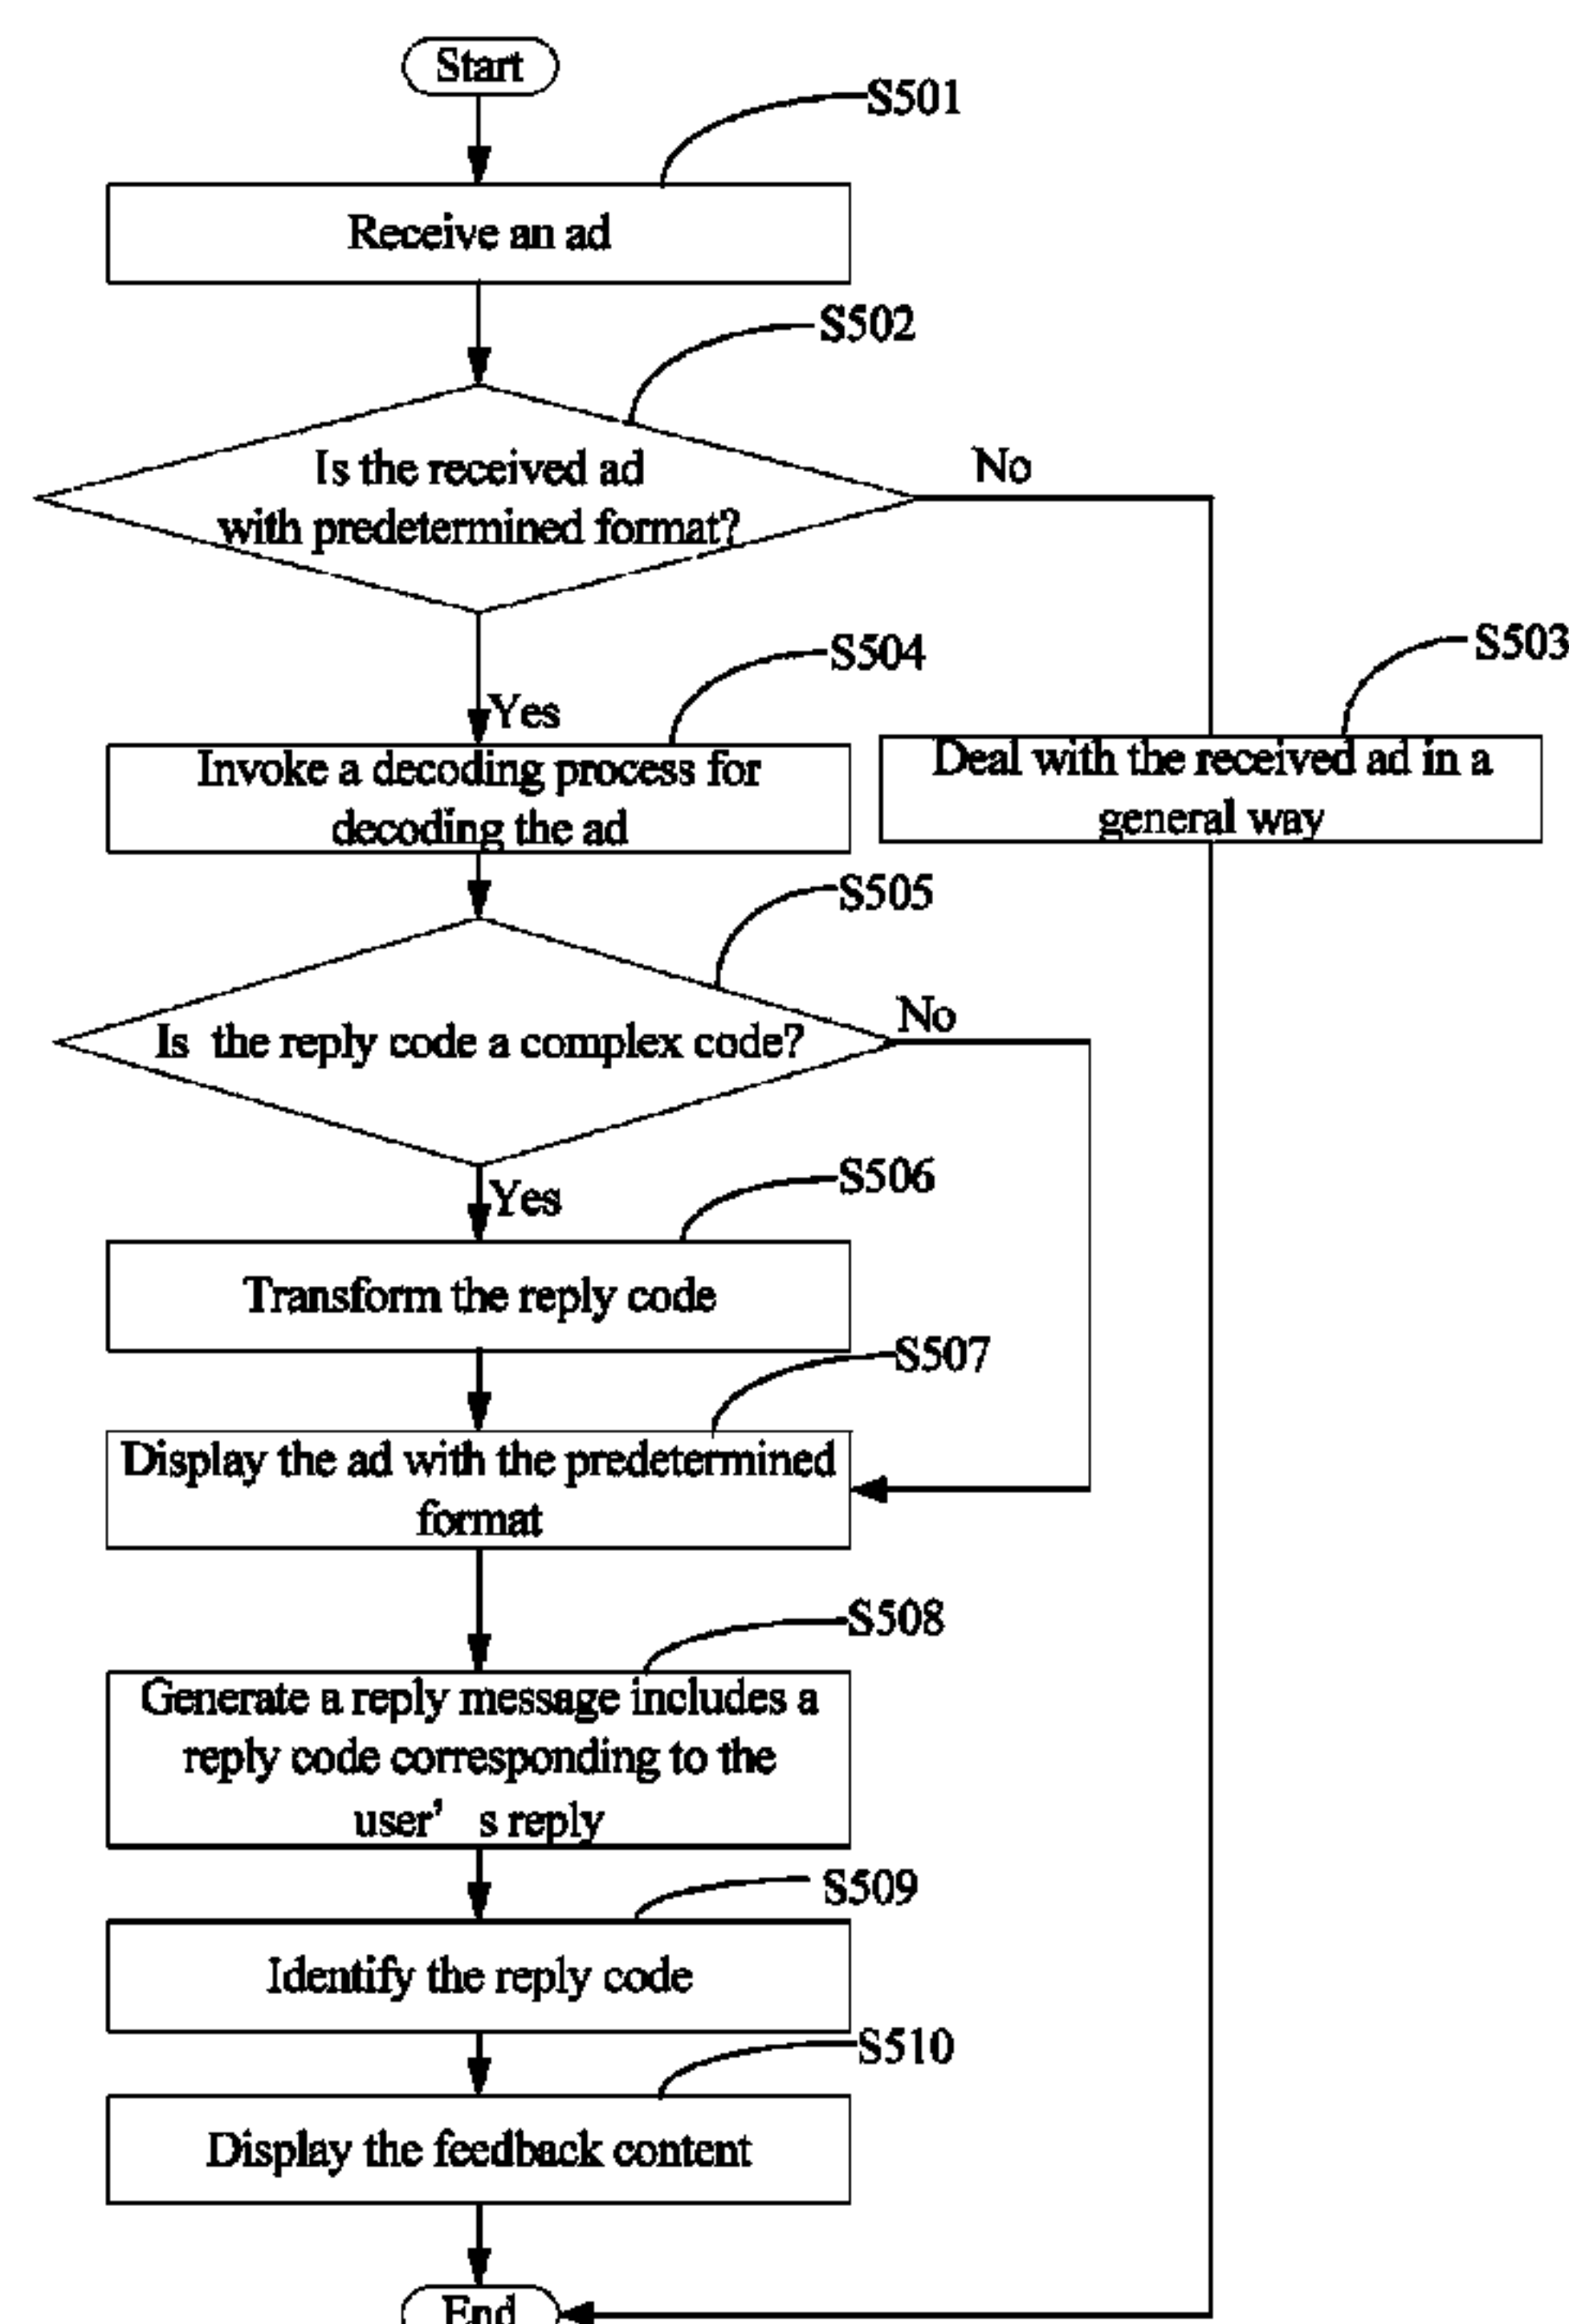 Start
S501
Receive an ad
S502
Is the received ad
with predetermined format?
No
S503
S504
Yes
Invoke a decoding process for
decoding the ad
Deal with the received ad in a
general way
S505
Is the reply code a complex code?
No
S506
Yes
Transform the reply code
S507
Display the ad with the predetermined
format
S508
Generate a reply message includes a
reply code corresponding to the
user' s reply
S509
Identify the reply code
S510
Display the feedback content
End